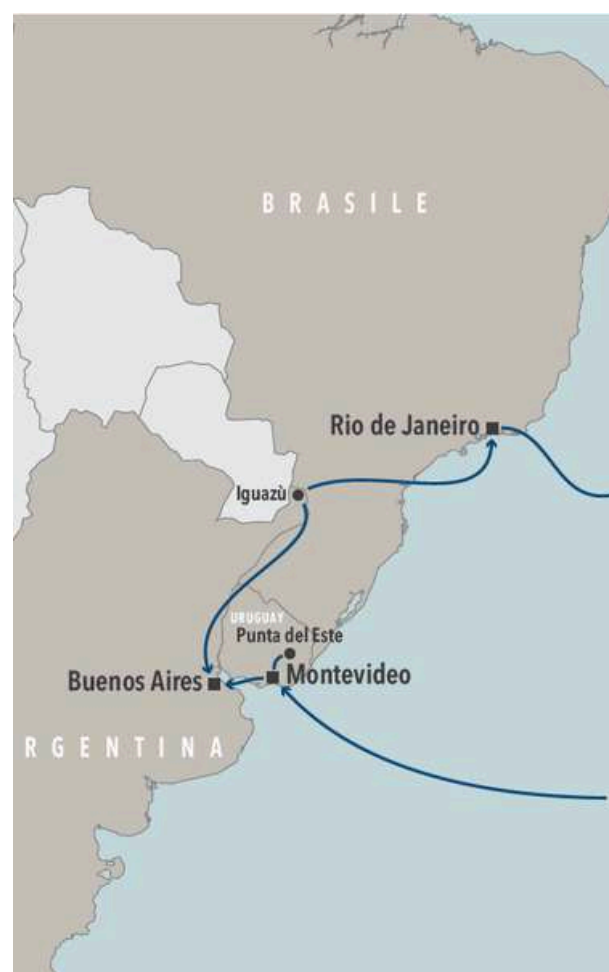 BRASILE
Rio de Janeiro
Iguazù
URUGUAY
Punta del Este
Buenos Aires
Montevideo
RGENTINA